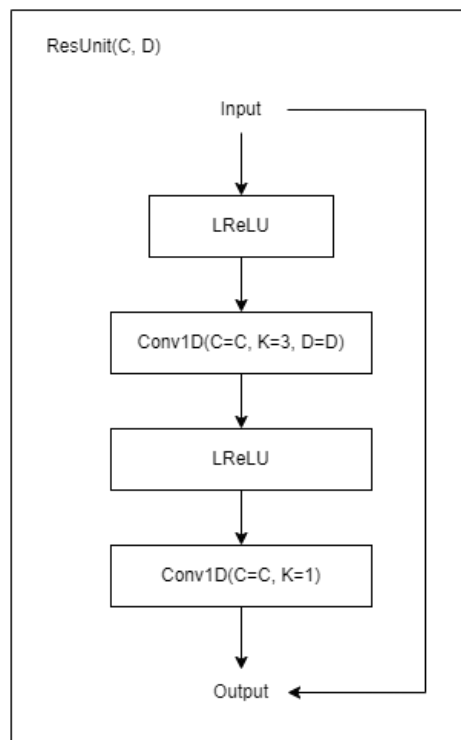 ResUnit(C, D)
Input
LReLU
Conv1D(C=C, K=3, D=D)
LReLU
Conv1D(C=C, K=1)
Output